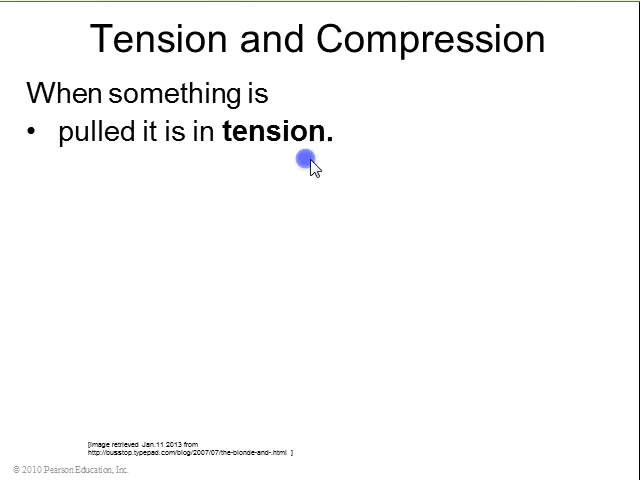 Tension and Compression
When something is
• pulled it is in tension.
[Image retrieved Jan.11 2013 from
http://busstop.typepad.com/blog/2007/07/the-blonde-and-.html ]
© 2010 Pearson Education, Inc.